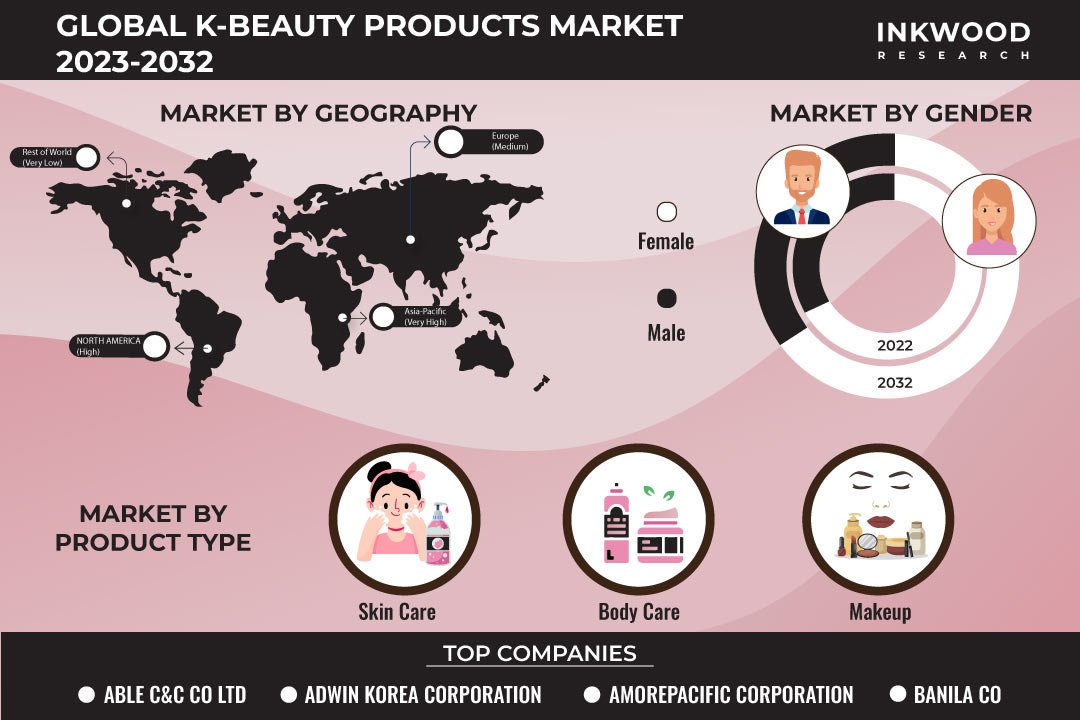 GLOBAL K-BEAUTY PRODUCTS MARKET
2023-2032
INKWOOD
RESEARCH
MARKET BY GEOGRAPHY
Rest of World
(Very Low)
Europe
(Medium)
Asia-Pacific
(Very High)
NORTH AMERICA
(High)
MARKET BY GENDER
Female
Male
2022
2032
MARKET BY
PRODUCT TYPE
Skin Care
Body Care
Makeup
TOP COMPANIES
ABLE C&C CO LTD
ADWIN KOREA CORPORATION
AMOREPACIFIC CORPORATION
BANILA CO